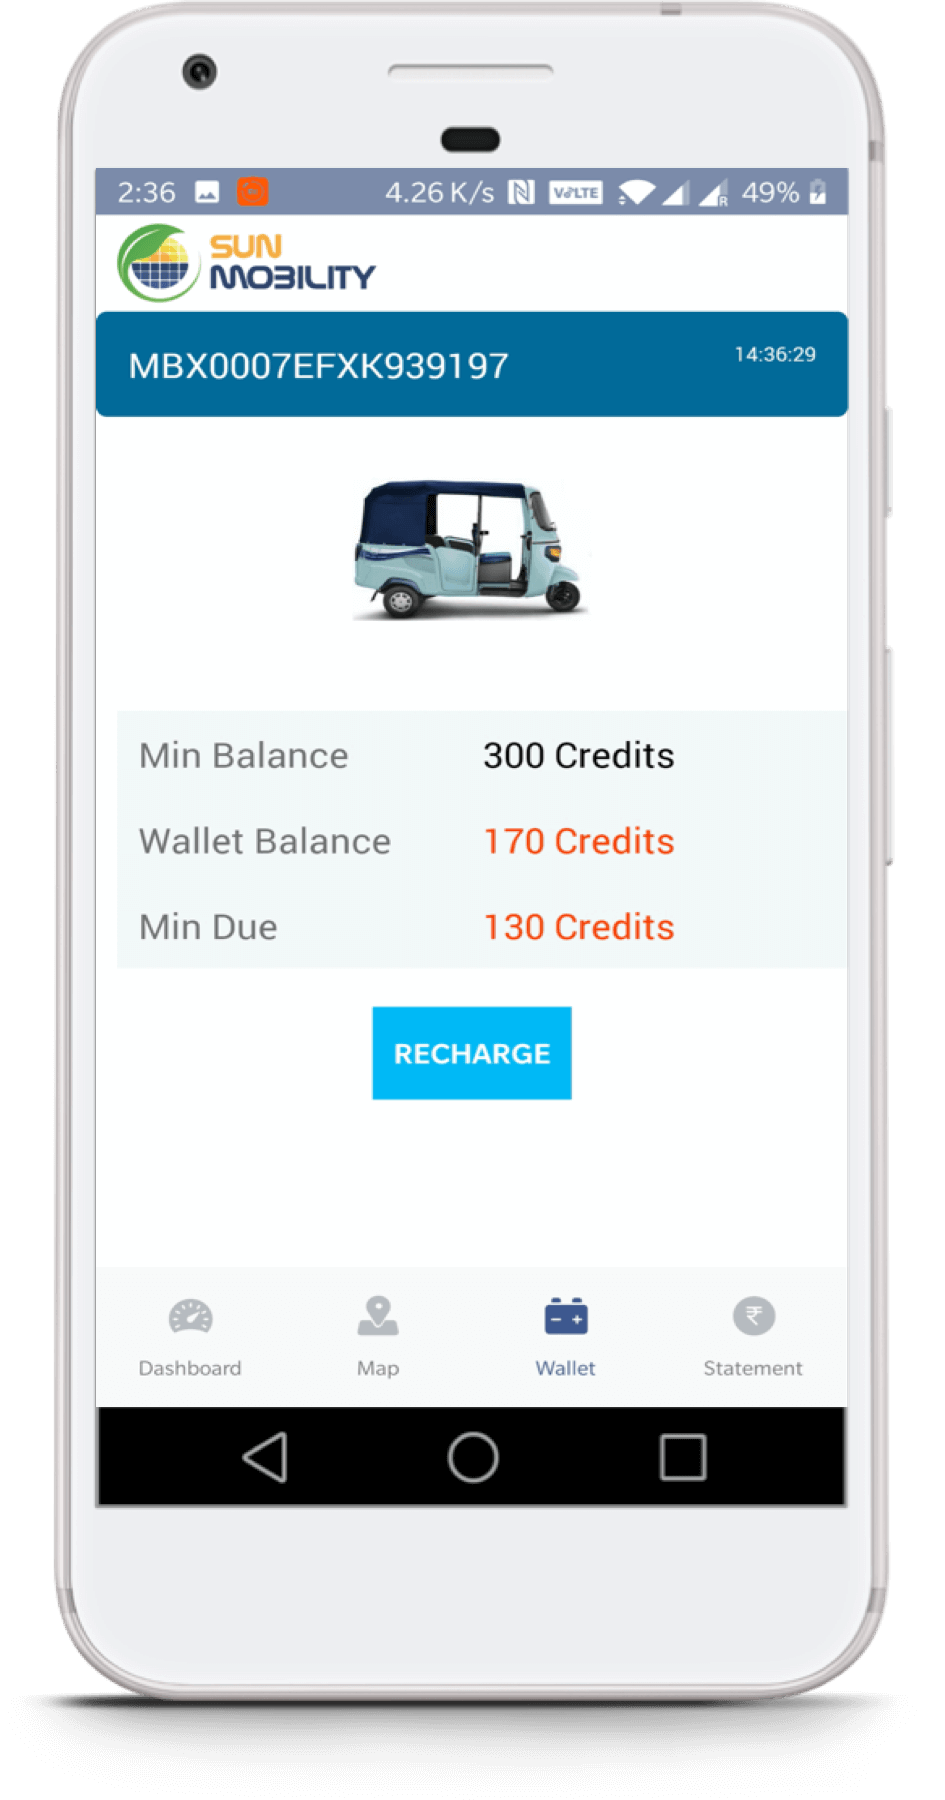 2:36 4.26 K/s VoLTE R 49%
SUN
MOBILITY
MBX0007EFXK939197 14:36:29
Min Balance 300 Credits
Wallet Balance 170 Credits
Min Due 130 Credits
RECHARGE
Dashboard Map Wallet Statement